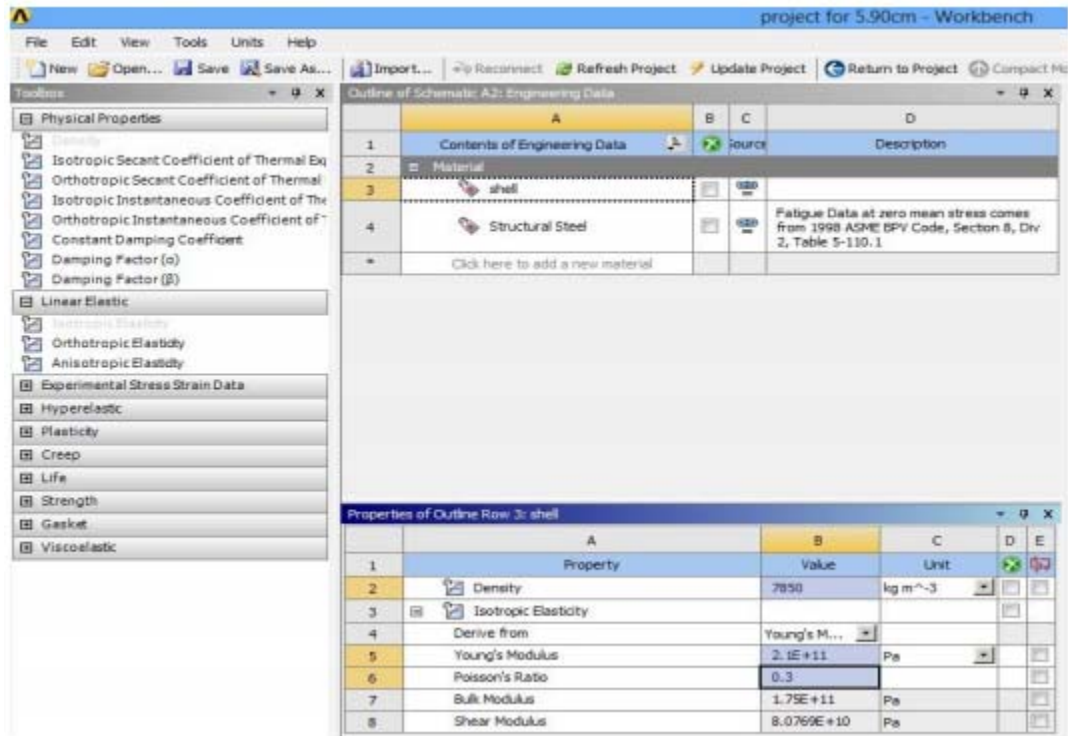 project for 5.90cm - Workbench
File Edit View Tools Units Help
New Open... Save Save As... Import... Reconnect Refresh Project Update Project Return to Project Compact Mo
Toolbox
Outline of Schematic A2: Engineering Data
Physical Properties
Density
Isotropic Secant Coefficient of Thermal Exp
Orthotropic Secant Coefficient of Thermal
Isotropic Instantaneous Coefficient of The
Orthotropic Instantaneous Coefficient of T
Constant Damping Coefficient
Damping Factor (α)
Damping Factor (β)
Linear Elastic
Isotropic Elasticity
Orthotropic Elasticity
Anisotropic Elasticity
Experimental Stress Strain Data
Hyperelastic
Plasticity
Creep
Life
Strength
Gasket
Viscoelastic
A B C D
1 Contents of Engineering Data Source Description
2 Material
3 shell
4 Structural Steel
Fatigue Data at zero mean stress comes
from 1998 ASME BPV Code, Section 8, Div
2, Table 5-110.1
* Click here to add a new material
Properties of Outline Row 3: shell
A B C D E
1 Property Value Unit
2 Density 7850 kg m^-3
3 Isotropic Elasticity
4 Derive from Young's M...
5 Young's Modulus 2.1E+11 Pa
6 Poisson's Ratio 0.3
7 Bulk Modulus 1.75E+11 Pa
8 Shear Modulus 8.0769E+10 Pa